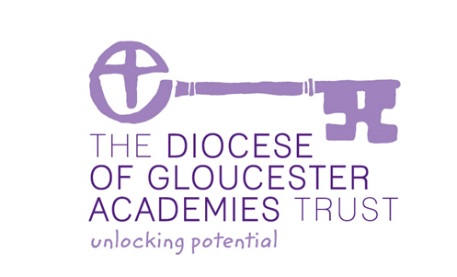 THE DIOCESE
OF GLOUCESTER
ACADEMIES TRUST
unlocking potential